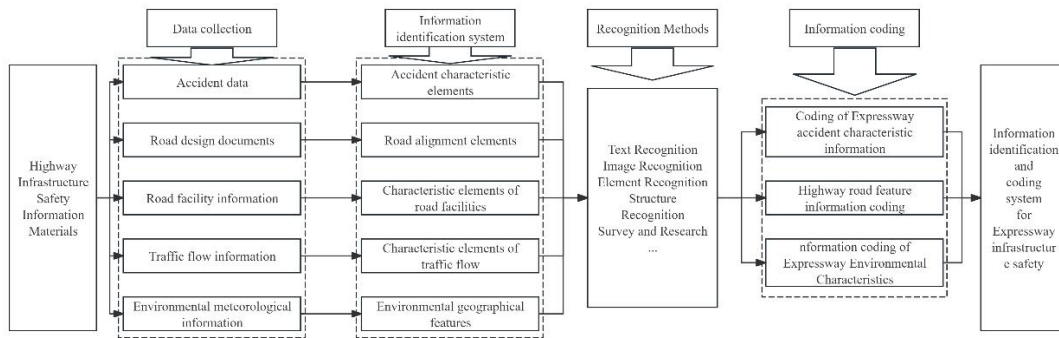 Data collection
Information
identification system
Recognition Methods
Information coding
Highway
Infrastructure
Safety
Information
Materials
Accident data
Road design documents
Road facility information
Traffic flow information
Environmental meteorological
information
Accident characteristic
elements
Road alignment elements
Characteristic elements of
road facilities
Characteristic elements of
traffic flow
Environmental geographical
features
Text Recognition
Image Recognition
Element Recognition
Structure
Recognition
Survey and Research
...
Coding of Expressway
accident characteristic
information
Highway road feature
information coding
nformation coding of
Expressway Environmental
Characteristics
Information
identification
and
coding
system
for
Expressway
infrastructur
e safety